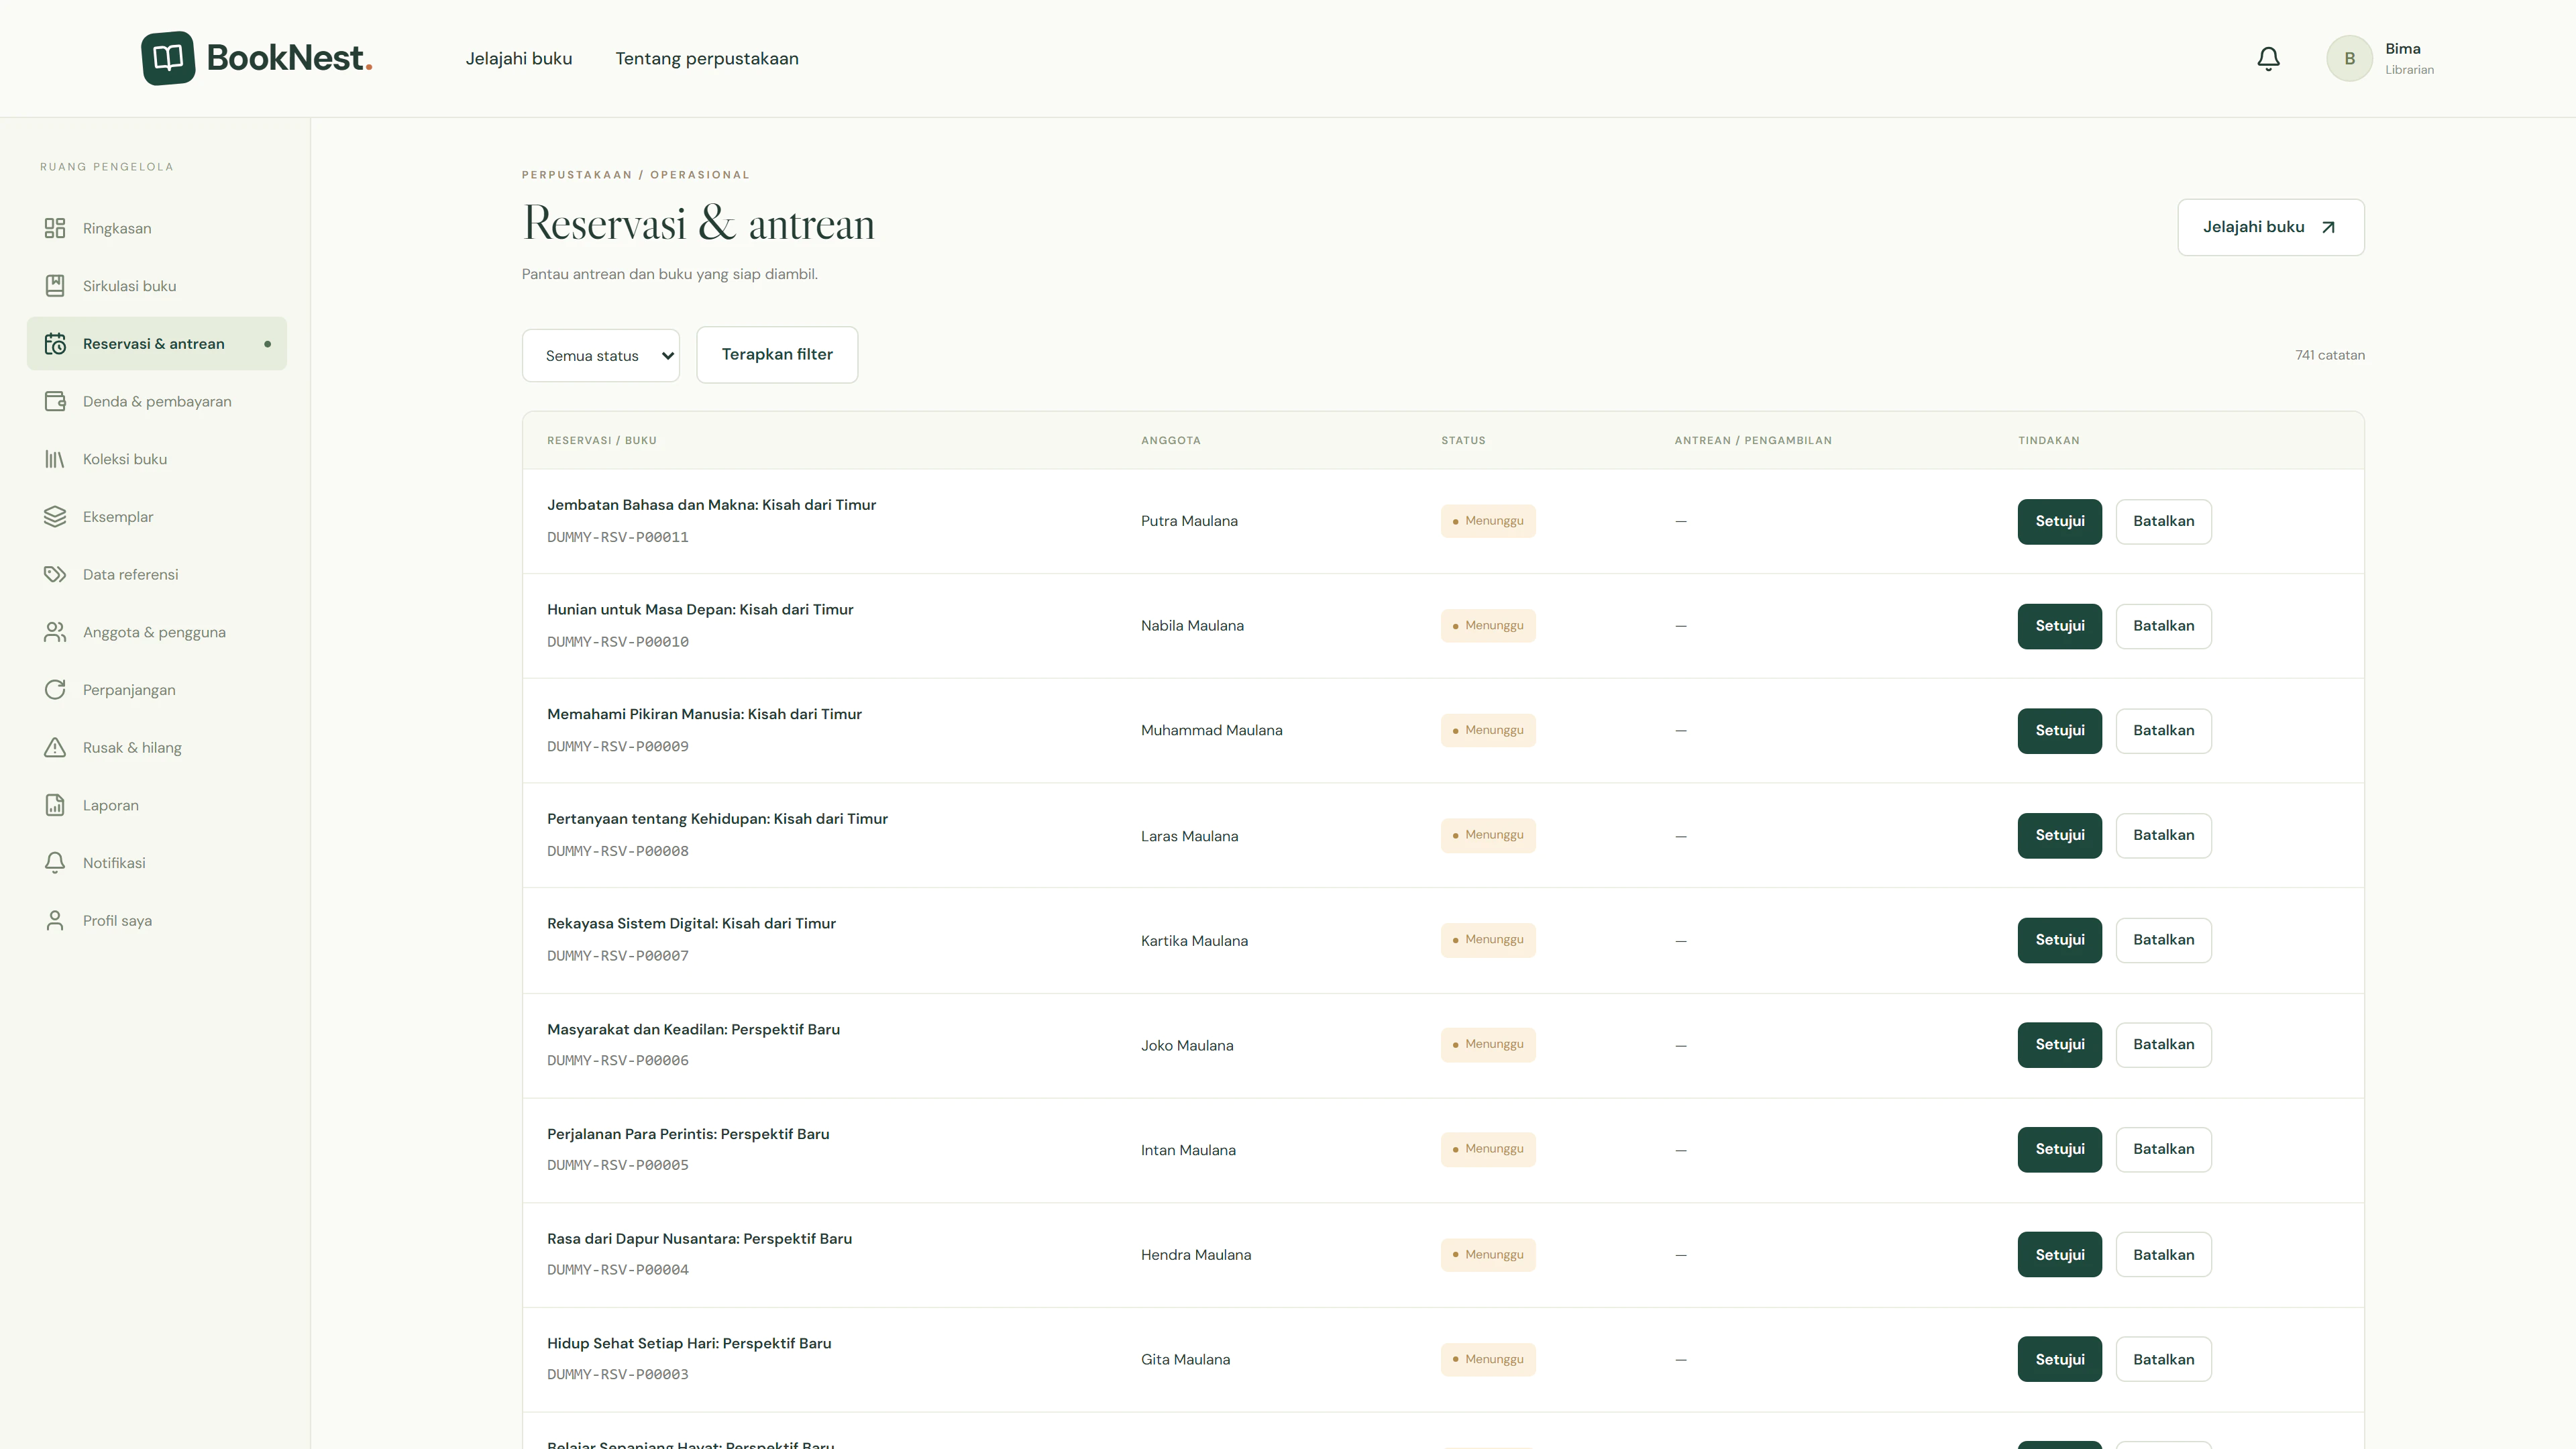 BookNest.
Jelajahi buku
Tentang perpustakaan
B
Bima
Librarian
RUANG PENGELOLA
Ringkasan
Sirkulasi buku
Reservasi & antrean
Denda & pembayaran
Koleksi buku
Eksemplar
Data referensi
Anggota & pengguna
Perpanjangan
Rusak & hilang
Laporan
Notifikasi
Profil saya
PERPUSTAKAAN / OPERASIONAL
Reservasi & antrean
Pantau antrean dan buku yang siap diambil.
Jelajahi buku
Semua status
Terapkan filter
741 catatan
RESERVASI / BUKU ANGGOTA STATUS ANTREAN / PENGAMBILAN TINDAKAN
Jembatan Bahasa dan Makna: Kisah dari Timur
DUMMY-RSV-P00011
Putra Maulana Menunggu — Setujui Batalkan
Hunian untuk Masa Depan: Kisah dari Timur
DUMMY-RSV-P00010
Nabila Maulana Menunggu — Setujui Batalkan
Memahami Pikiran Manusia: Kisah dari Timur
DUMMY-RSV-P00009
Muhammad Maulana Menunggu — Setujui Batalkan
Pertanyaan tentang Kehidupan: Kisah dari Timur
DUMMY-RSV-P00008
Laras Maulana Menunggu — Setujui Batalkan
Rekayasa Sistem Digital: Kisah dari Timur
DUMMY-RSV-P00007
Kartika Maulana Menunggu — Setujui Batalkan
Masyarakat dan Keadilan: Perspektif Baru
DUMMY-RSV-P00006
Joko Maulana Menunggu — Setujui Batalkan
Perjalanan Para Perintis: Perspektif Baru
DUMMY-RSV-P00005
Intan Maulana Menunggu — Setujui Batalkan
Rasa dari Dapur Nusantara: Perspektif Baru
DUMMY-RSV-P00004
Hendra Maulana Menunggu — Setujui Batalkan
Hidup Sehat Setiap Hari: Perspektif Baru
DUMMY-RSV-P00003
Gita Maulana Menunggu — Setujui Batalkan
Belajar Sepanjang Hayat: Perspektif Baru